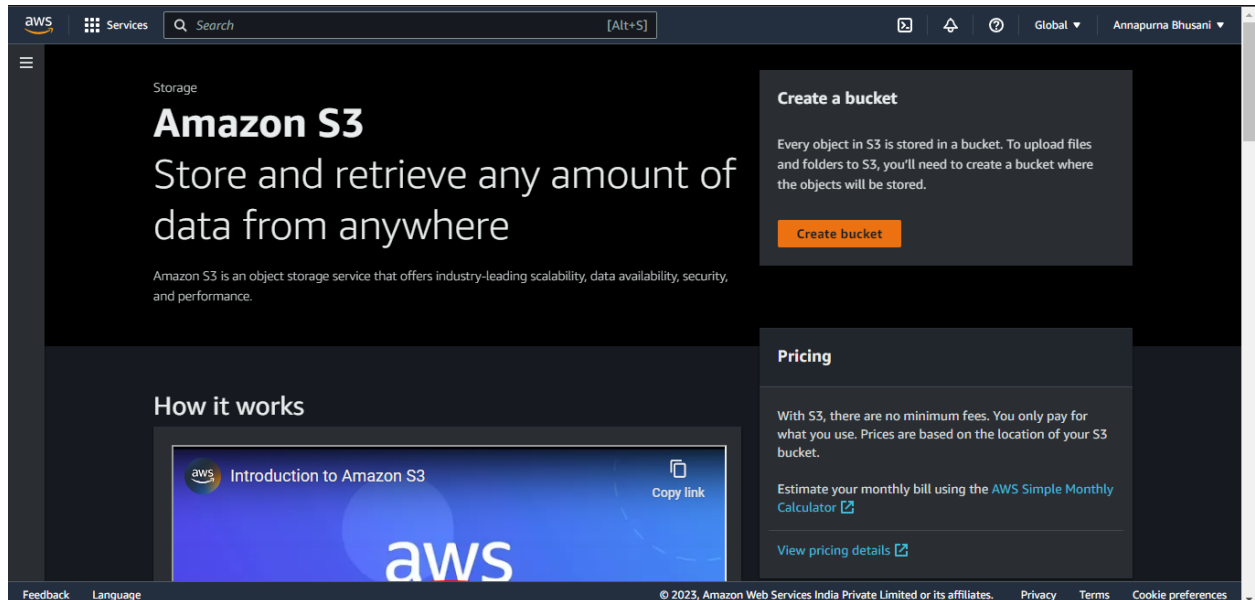 aws
Services
Search
[Alt+S]
Global
Annapurna Bhusani
Storage
Amazon S3
Store and retrieve any amount of
data from anywhere
Amazon S3 is an object storage service that offers industry-leading scalability, data availability, security,
and performance.
Create a bucket
Every object in S3 is stored in a bucket. To upload files
and folders to S3, you'll need to create a bucket where
the objects will be stored.
Create bucket
Pricing
With S3, there are no minimum fees. You only pay for
what you use. Prices are based on the location of your S3
bucket.
Estimate your monthly bill using the AWS Simple Monthly
Calculator
View pricing details
How it works
aws
Introduction to Amazon S3
Copy link
aws
Feedback
Language
© 2023, Amazon Web Services India Private Limited or its affiliates.
Privacy
Terms
Cookie preferences